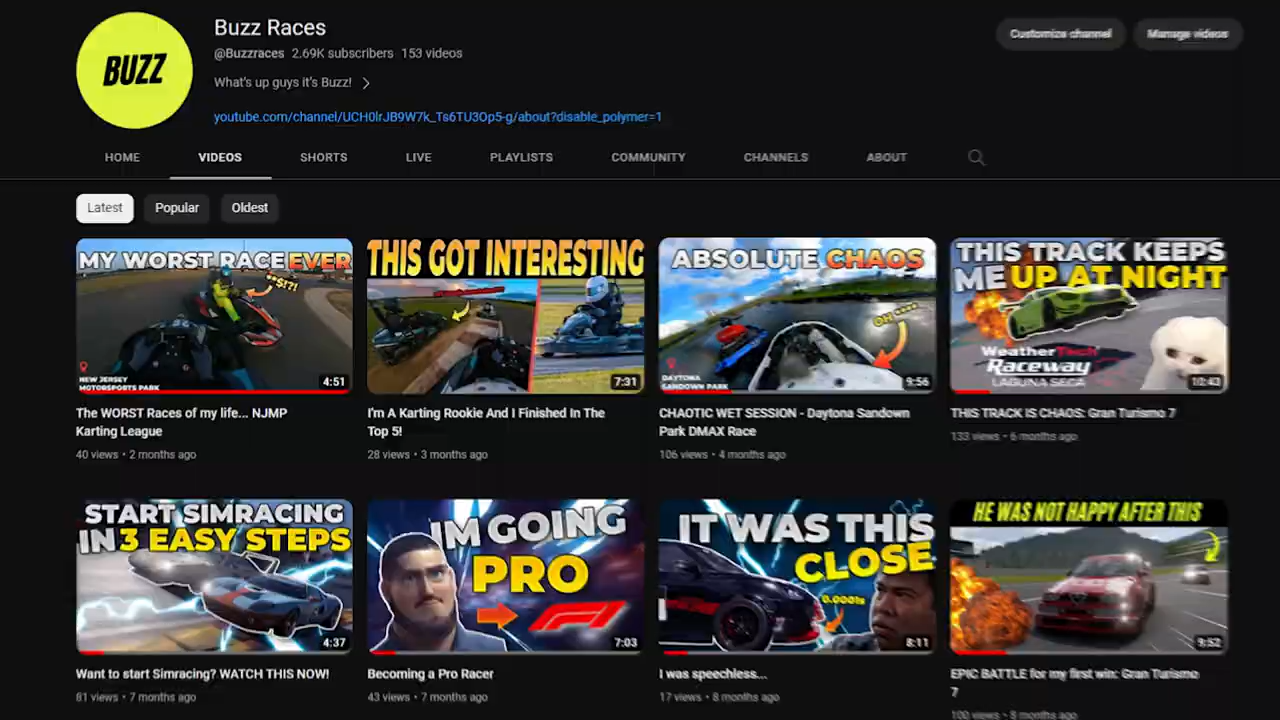 BUZZ
Buzz Races
@Buzzraces 2.69K subscribers 153 videos
Customize channel
Manage videos
What's up guys it's Buzz!
youtube.com/channel/UCH0lrJB9W7k_Ts6TU3Op5-g/about?disable_polymer=1
HOME VIDEOS SHORTS LIVE PLAYLISTS COMMUNITY CHANNELS ABOUT
Latest Popular Oldest
MY WORST RACE EVER
**$!?!
NEW JERSEY
MOTORSPORTS PARK
4:51
THIS GOT INTERESTING
7:31
ABSOLUTE CHAOS
OH ****
DAYTONA
SANDOWN PARK
9:56
THIS TRACK KEEPS
ME UP AT NIGHT
WeatherTech
Raceway
LAGUNA SECA
10:43
The WORST Races of my life... NJMP
Karting League
40 views • 2 months ago
I'm A Karting Rookie And I Finished In The
Top 5!
28 views • 3 months ago
CHAOTIC WET SESSION - Daytona Sandown
Park DMAX Race
106 views • 4 months ago
THIS TRACK IS CHAOS: Gran Turismo 7
133 views • 6 months ago
START SIMRACING
IN 3 EASY STEPS
4:37
IM GOING
PRO
7:03
IT WAS THIS
CLOSE
0.0001s
8:11
HE WAS NOT HAPPY AFTER THIS
9:52
Want to start Simracing? WATCH THIS NOW!
81 views • 7 months ago
Becoming a Pro Racer
43 views • 7 months ago
I was speechless...
17 views • 8 months ago
EPIC BATTLE for my first win: Gran Turismo
7
100 views • 8 months ago